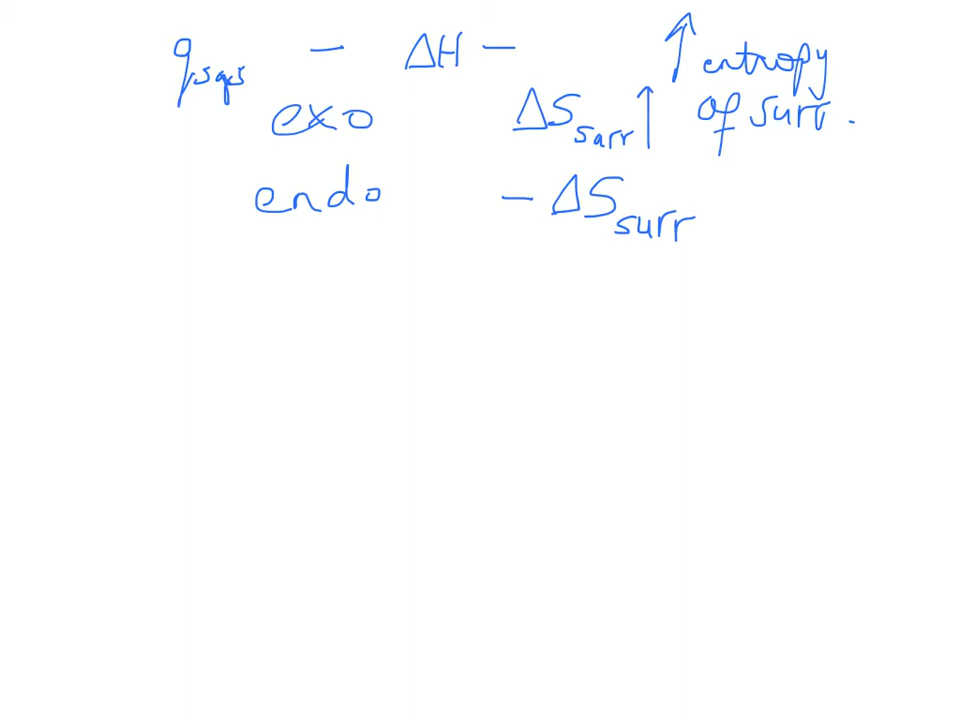 qsys − ΔH − ↑ entropy
exo ΔSsurr ↑ of surr.
endo − ΔSsurr